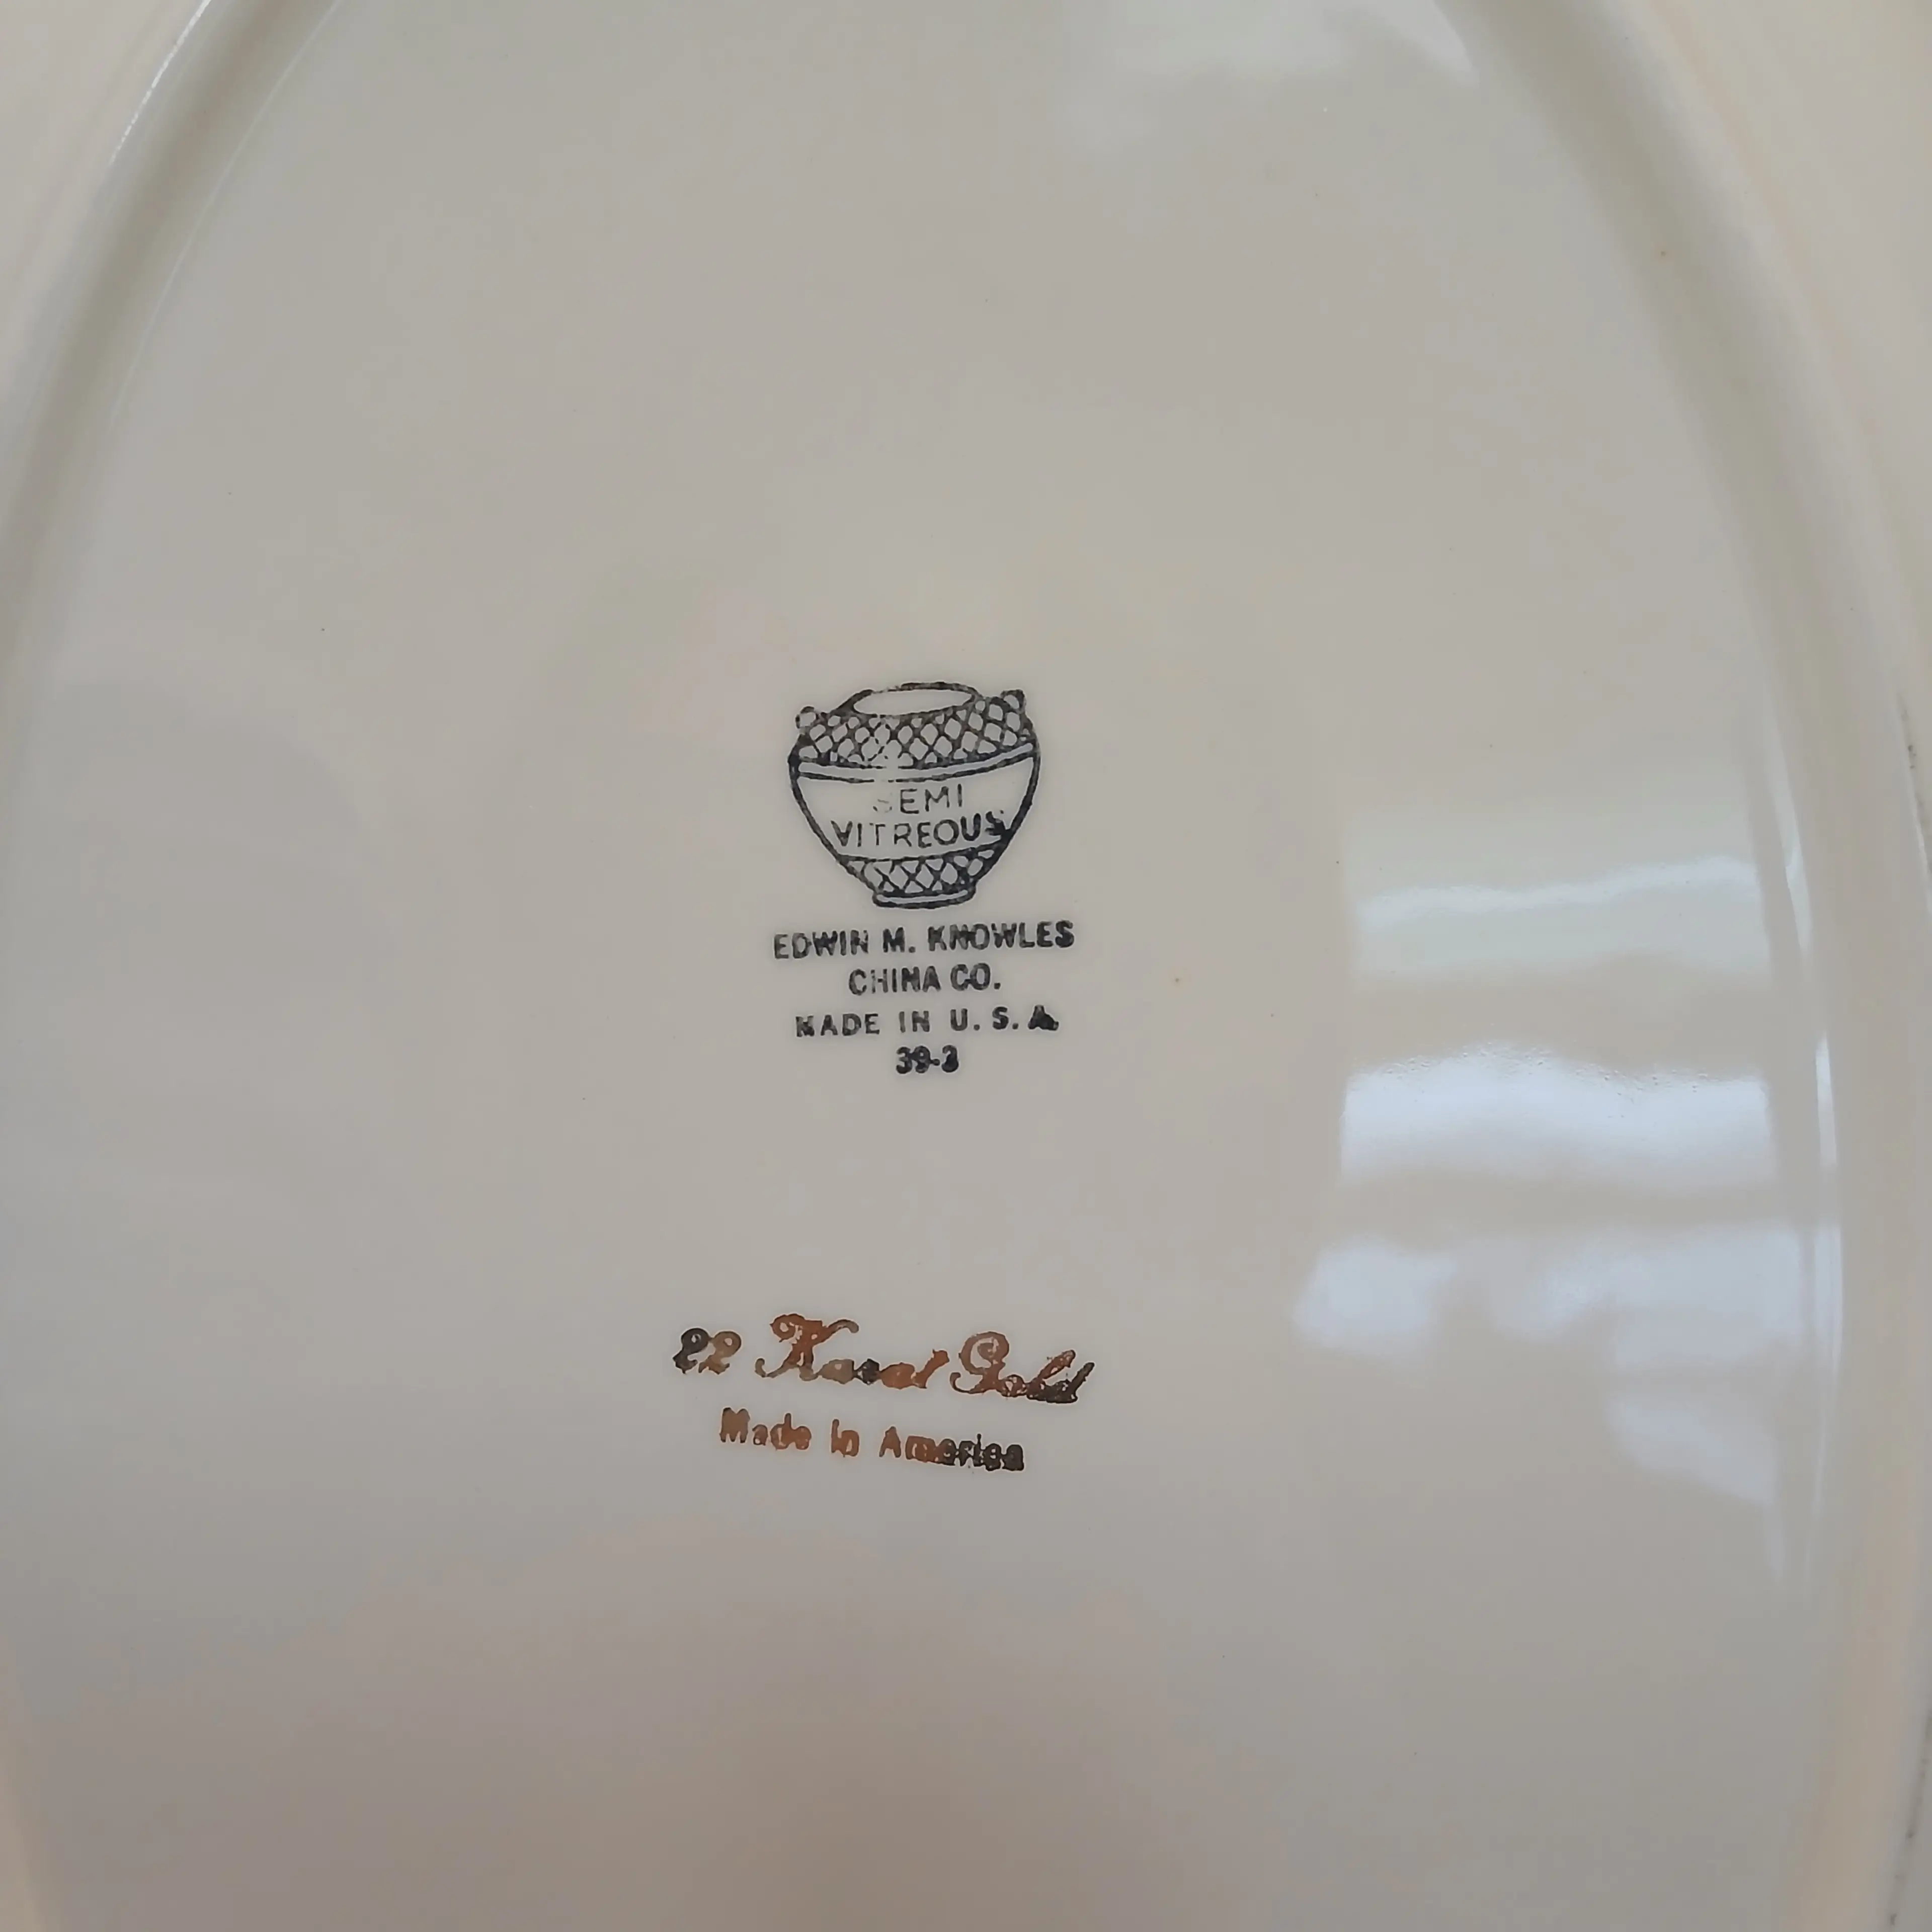 SEMI
VITREOUS
EDWIN M. KNOWLES
CHINA CO.
MADE IN U. S. A.
39-3
22 Karat Gold
Made in America